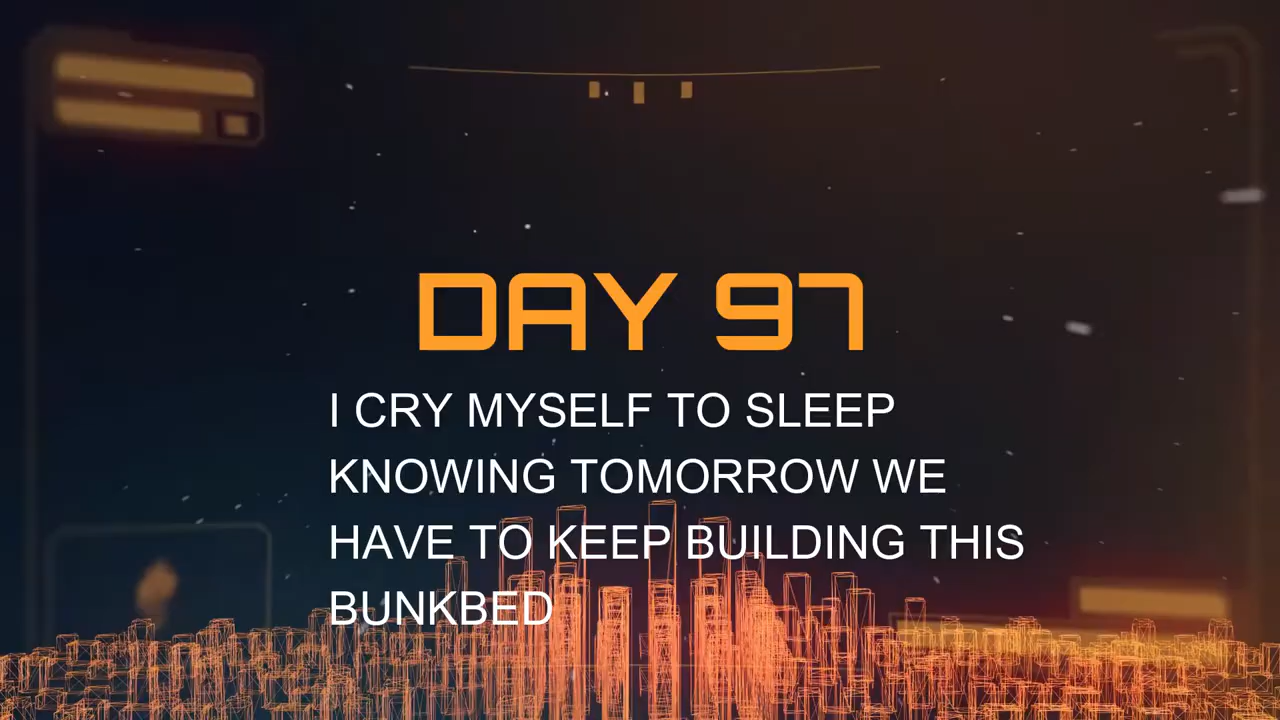 DAY 97
I CRY MYSELF TO SLEEP
KNOWING TOMORROW WE
HAVE TO KEEP BUILDING THIS
BUNKBED